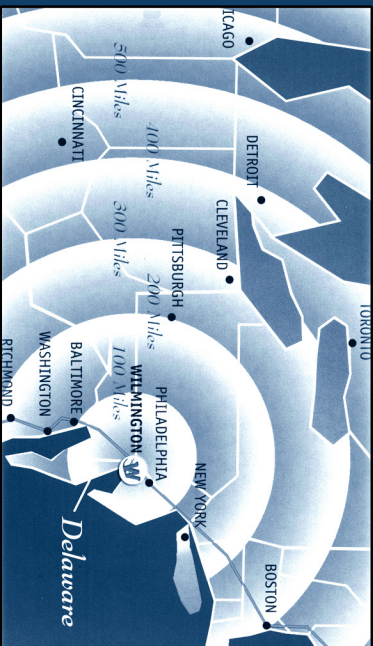 ICAGO
500 Miles
CINCINNATI
400 Miles
DETROIT
300 Miles
CLEVELAND
PITTSBURGH
200 Miles
TORONTO
100 Miles
WILMINGTON
PHILADELPHIA
BALTIMORE
WASHINGTON
RICHMOND
W
NEW YORK
Delaware
BOSTON